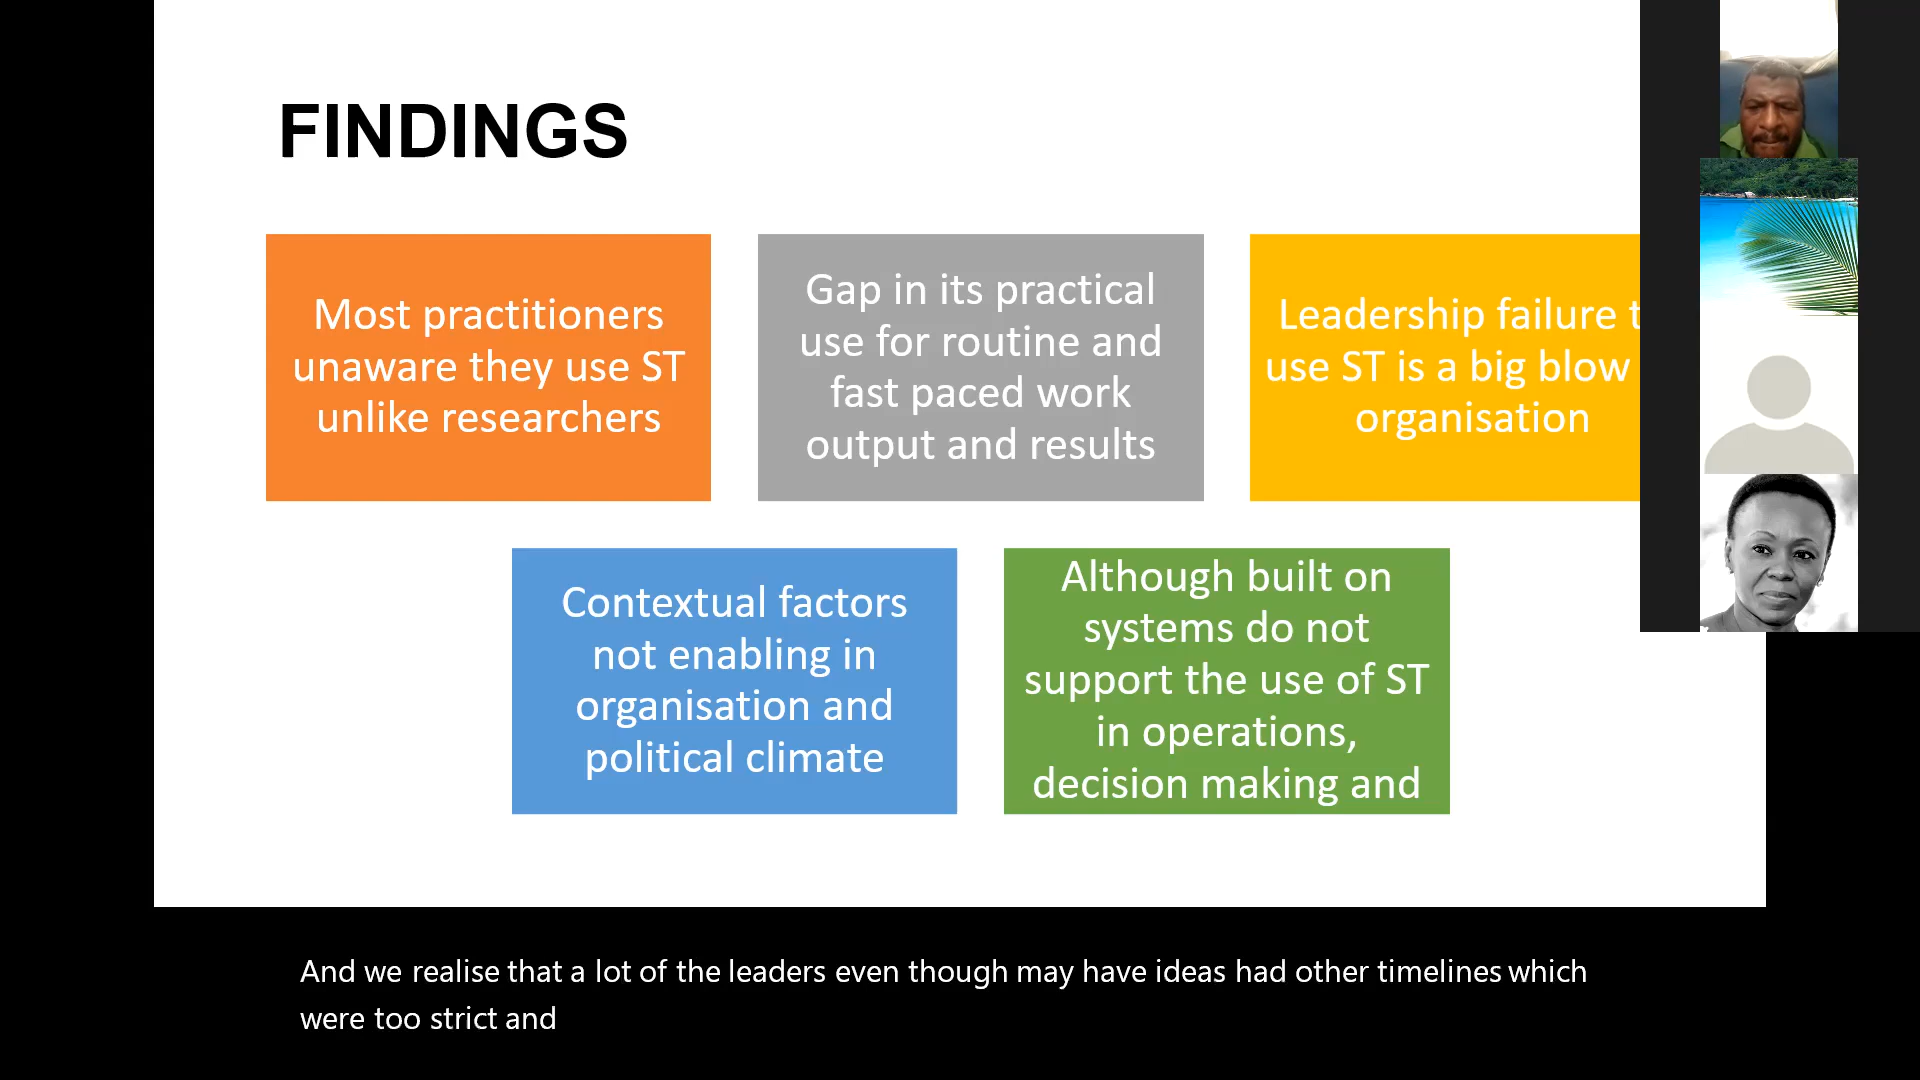 FINDINGS
Most practitioners
unaware they use ST
unlike researchers
Gap in its practical
use for routine and
fast paced work
output and results
Leadership failure t
use ST is a big blow
organisation
Contextual factors
not enabling in
organisation and
political climate
Although built on
systems do not
support the use of ST
in operations,
decision making and
And we realise that a lot of the leaders even though may have ideas had other timelines which
were too strict and